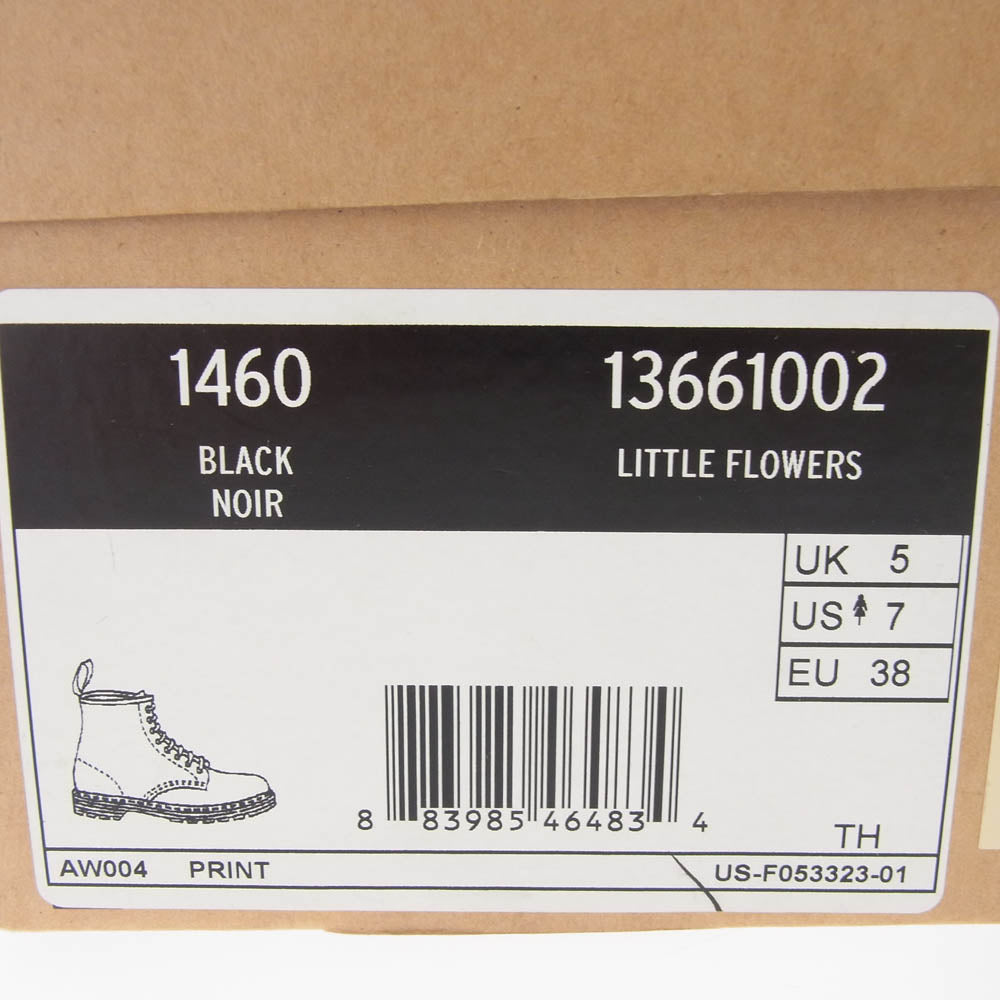 1460
BLACK
NOIR
13661002
LITTLE FLOWERS
UK 5
US 7
EU 38
8 83985 46483 4
TH
AW004 PRINT
US-F053323-01